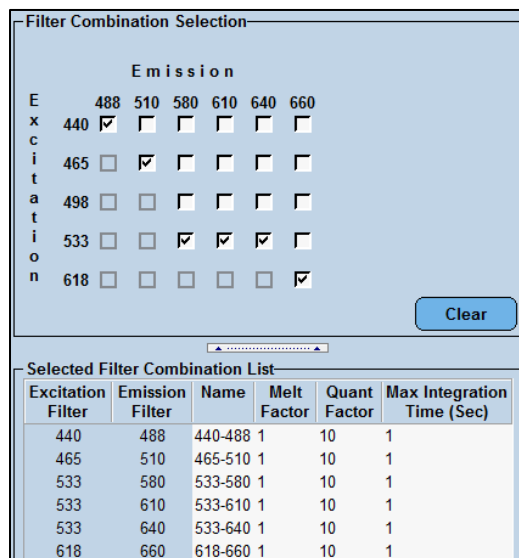 Filter Combination Selection
Emission
Excitation
488 510 580 610 640 660
440
465
498
533
618
Clear
Selected Filter Combination List
Excitation Filter Emission Filter Name Melt Factor Quant Factor Max Integration Time (Sec)
440 488 440-488 1 10 1
465 510 465-510 1 10 1
533 580 533-580 1 10 1
533 610 533-610 1 10 1
533 640 533-640 1 10 1
618 660 618-660 1 10 1